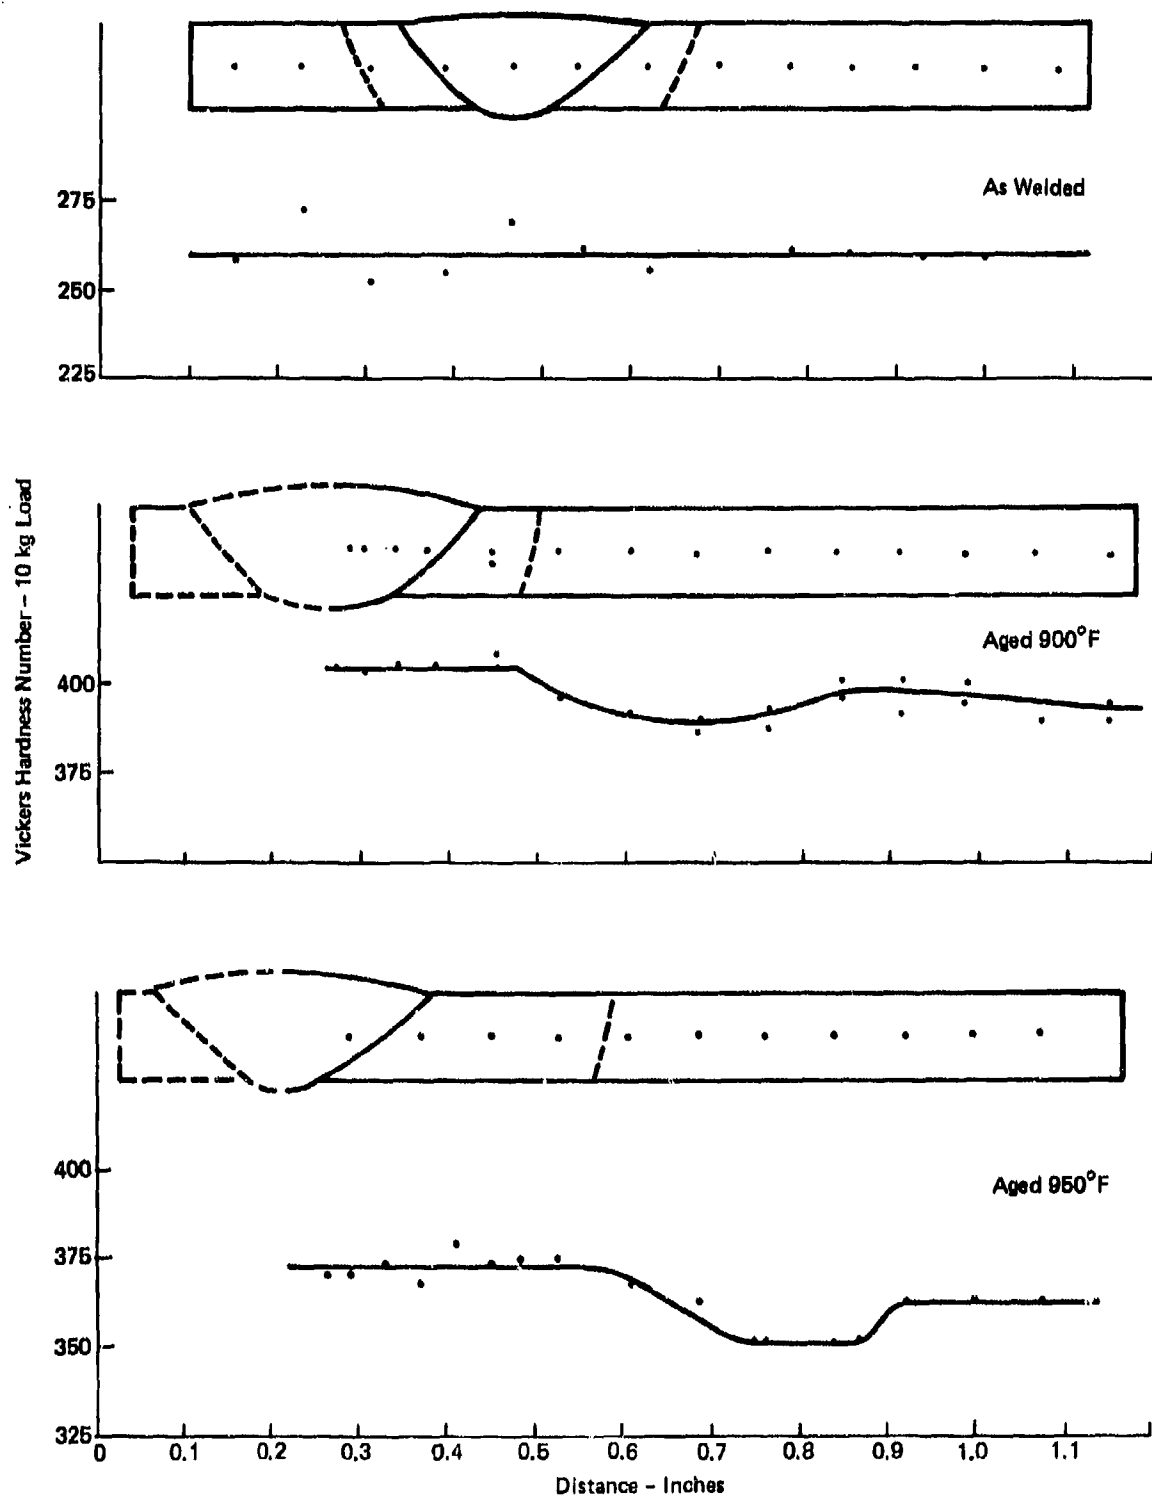 As Welded
275
250
225
Vickers Hardness Number – 10 kg Load
Aged 900°F
400
375
Aged 950°F
400
375
350
325
0 0.1 0.2 0.3 0.4 0.5 0.6 0.7 0.8 0.9 1.0 1.1
Distance – Inches